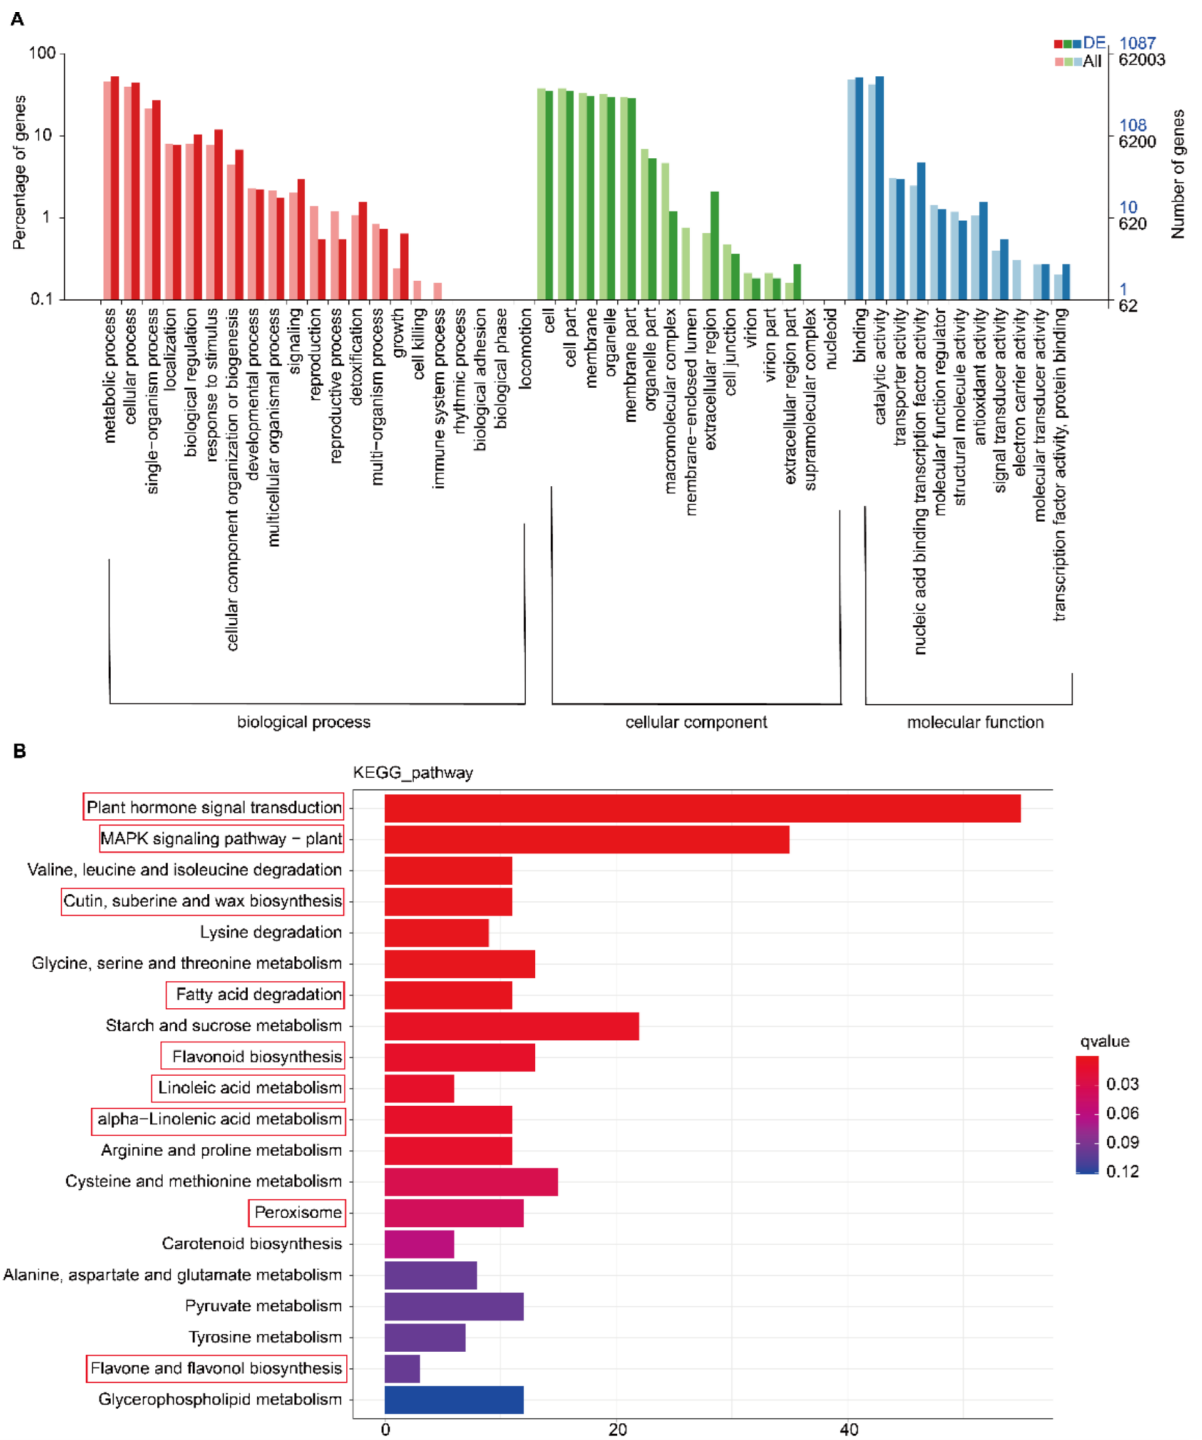 A
DE
All
1087
62003
108
6200
10
620
1
62
Number of genes
Percentage of genes
100
10
1
0.1
metabolic process
cellular process
single−organism process
localization
biological regulation
response to stimulus
cellular component organization or biogenesis
developmental process
multicellular organismal process
signaling
reproduction
reproductive process
detoxification
multi−organism process
growth
cell killing
immune system process
rhythmic process
biological adhesion
biological phase
locomotion
cell
cell part
membrane
organelle
membrane part
organelle part
macromolecular complex
membrane−enclosed lumen
extracellular region
cell junction
virion
virion part
extracellular region part
supramolecular complex
nucleoid
binding
catalytic activity
transporter activity
nucleic acid binding transcription factor activity
molecular function regulator
structural molecule activity
antioxidant activity
signal transducer activity
electron carrier activity
molecular transducer activity
transcription factor activity, protein binding
biological process
cellular component
molecular function
B
KEGG_pathway
Plant hormone signal transduction
MAPK signaling pathway − plant
Valine, leucine and isoleucine degradation
Cutin, suberine and wax biosynthesis
Lysine degradation
Glycine, serine and threonine metabolism
Fatty acid degradation
Starch and sucrose metabolism
Flavonoid biosynthesis
Linoleic acid metabolism
alpha−Linolenic acid metabolism
Arginine and proline metabolism
Cysteine and methionine metabolism
Peroxisome
Carotenoid biosynthesis
Alanine, aspartate and glutamate metabolism
Pyruvate metabolism
Tyrosine metabolism
Flavone and flavonol biosynthesis
Glycerophospholipid metabolism
0
20
40
qvalue
0.03
0.06
0.09
0.12